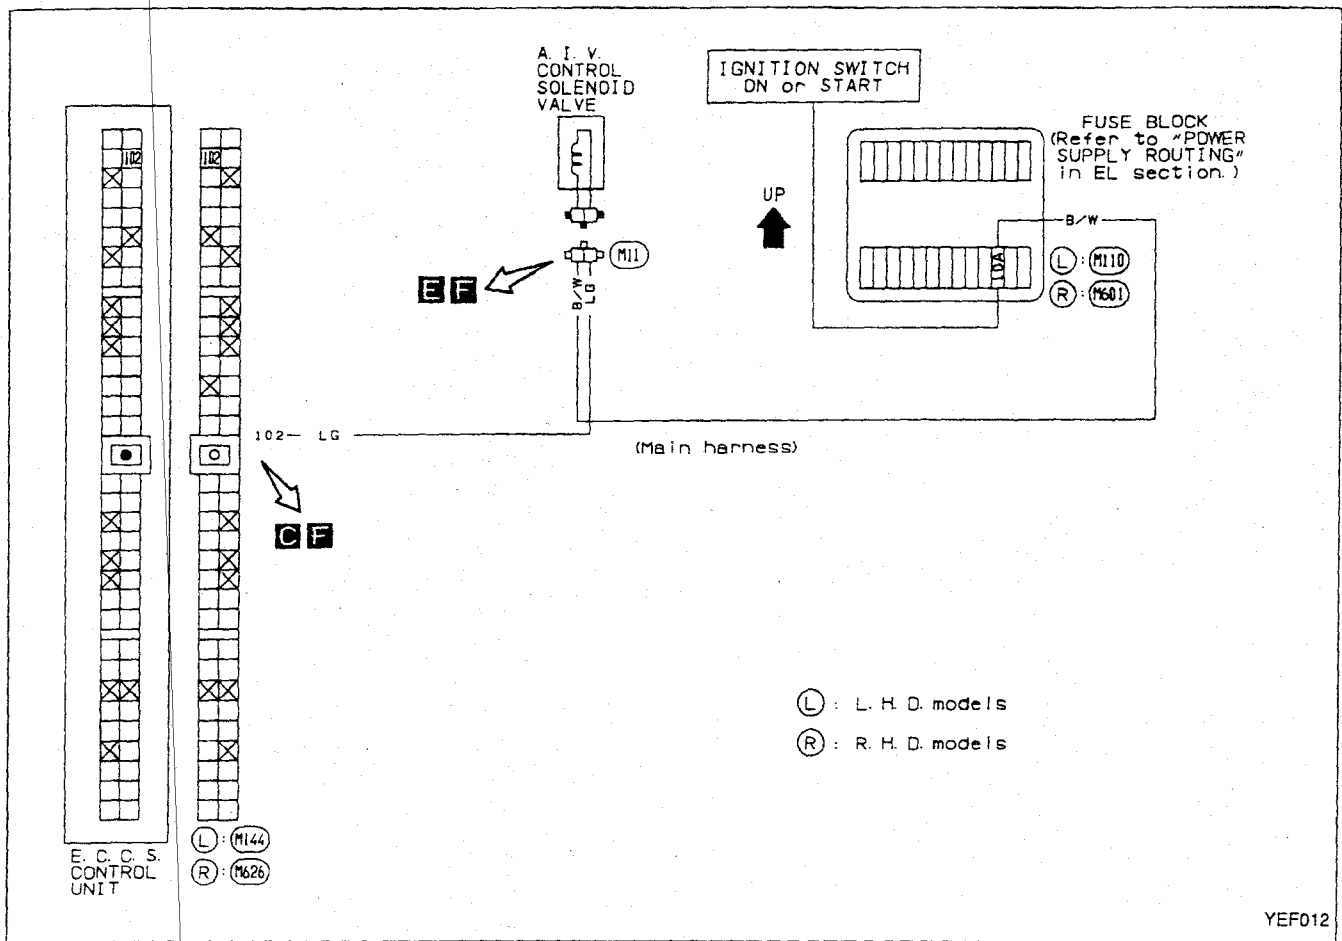 A. I. V.
CONTROL
SOLENOID
VALVE
IGNITION SWITCH
ON or START
FUSE BLOCK
(Refer to "POWER
SUPPLY ROUTING"
in EL section.)
UP
102
102
B/W
10A
L : M110
R : M601
M11
E F
B/W
LG
102- LG
(Main harness)
C F
L : L. H. D. models
R : R. H. D. models
L : M144
R : M626
E. C. C. S.
CONTROL
UNIT
YEF012